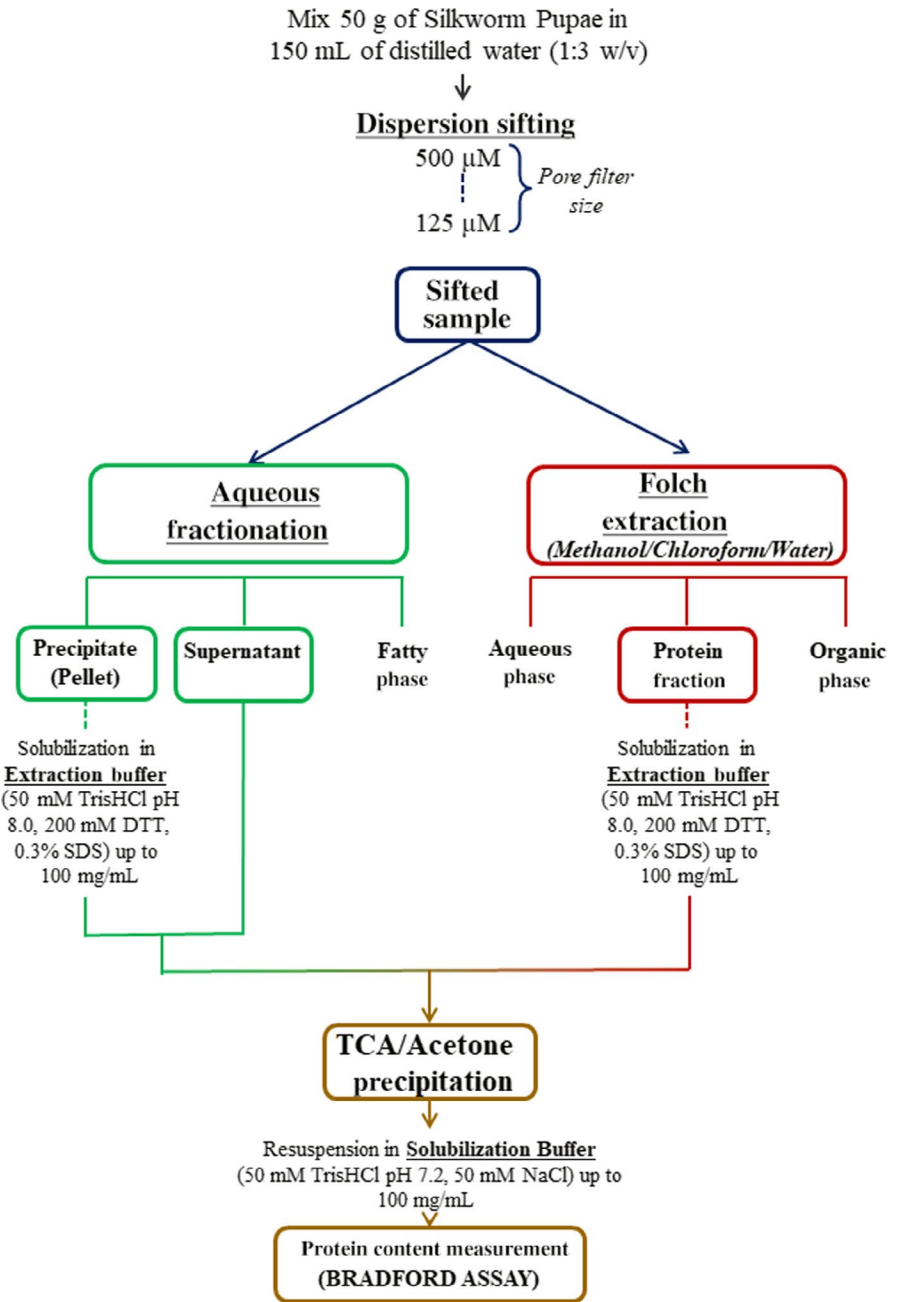 Mix 50 g of Silkworm Pupae in
150 mL of distilled water (1:3 w/v)
Dispersion sifting
500 µM
125 µM
Pore filter
size
Sifted
sample
Aqueous
fractionation
Folch
extraction
(Methanol/Chloroform/Water)
Precipitate
(Pellet)
Supernatant
Fatty
phase
Aqueous
phase
Protein
fraction
Organic
phase
Solubilization in
Extraction buffer
(50 mM TrisHCl pH
8.0, 200 mM DTT,
0.3% SDS) up to
100 mg/mL
Solubilization in
Extraction buffer
(50 mM TrisHCl pH
8.0, 200 mM DTT,
0.3% SDS) up to
100 mg/mL
TCA/Acetone
precipitation
Resuspension in Solubilization Buffer
(50 mM TrisHCl pH 7.2, 50 mM NaCl) up to
100 mg/mL
Protein content measurement
(BRADFORD ASSAY)